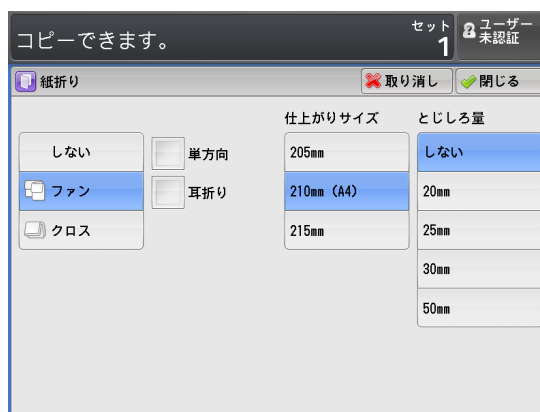 コピーできます。
セット
1
ユーザー
未認証
紙折り
取り消し
閉じる
仕上がりサイズ
とじしろ量
しない
単方向
205mm
しない
ファン
耳折り
210mm (A4)
20mm
クロス
215mm
25mm
30mm
50mm